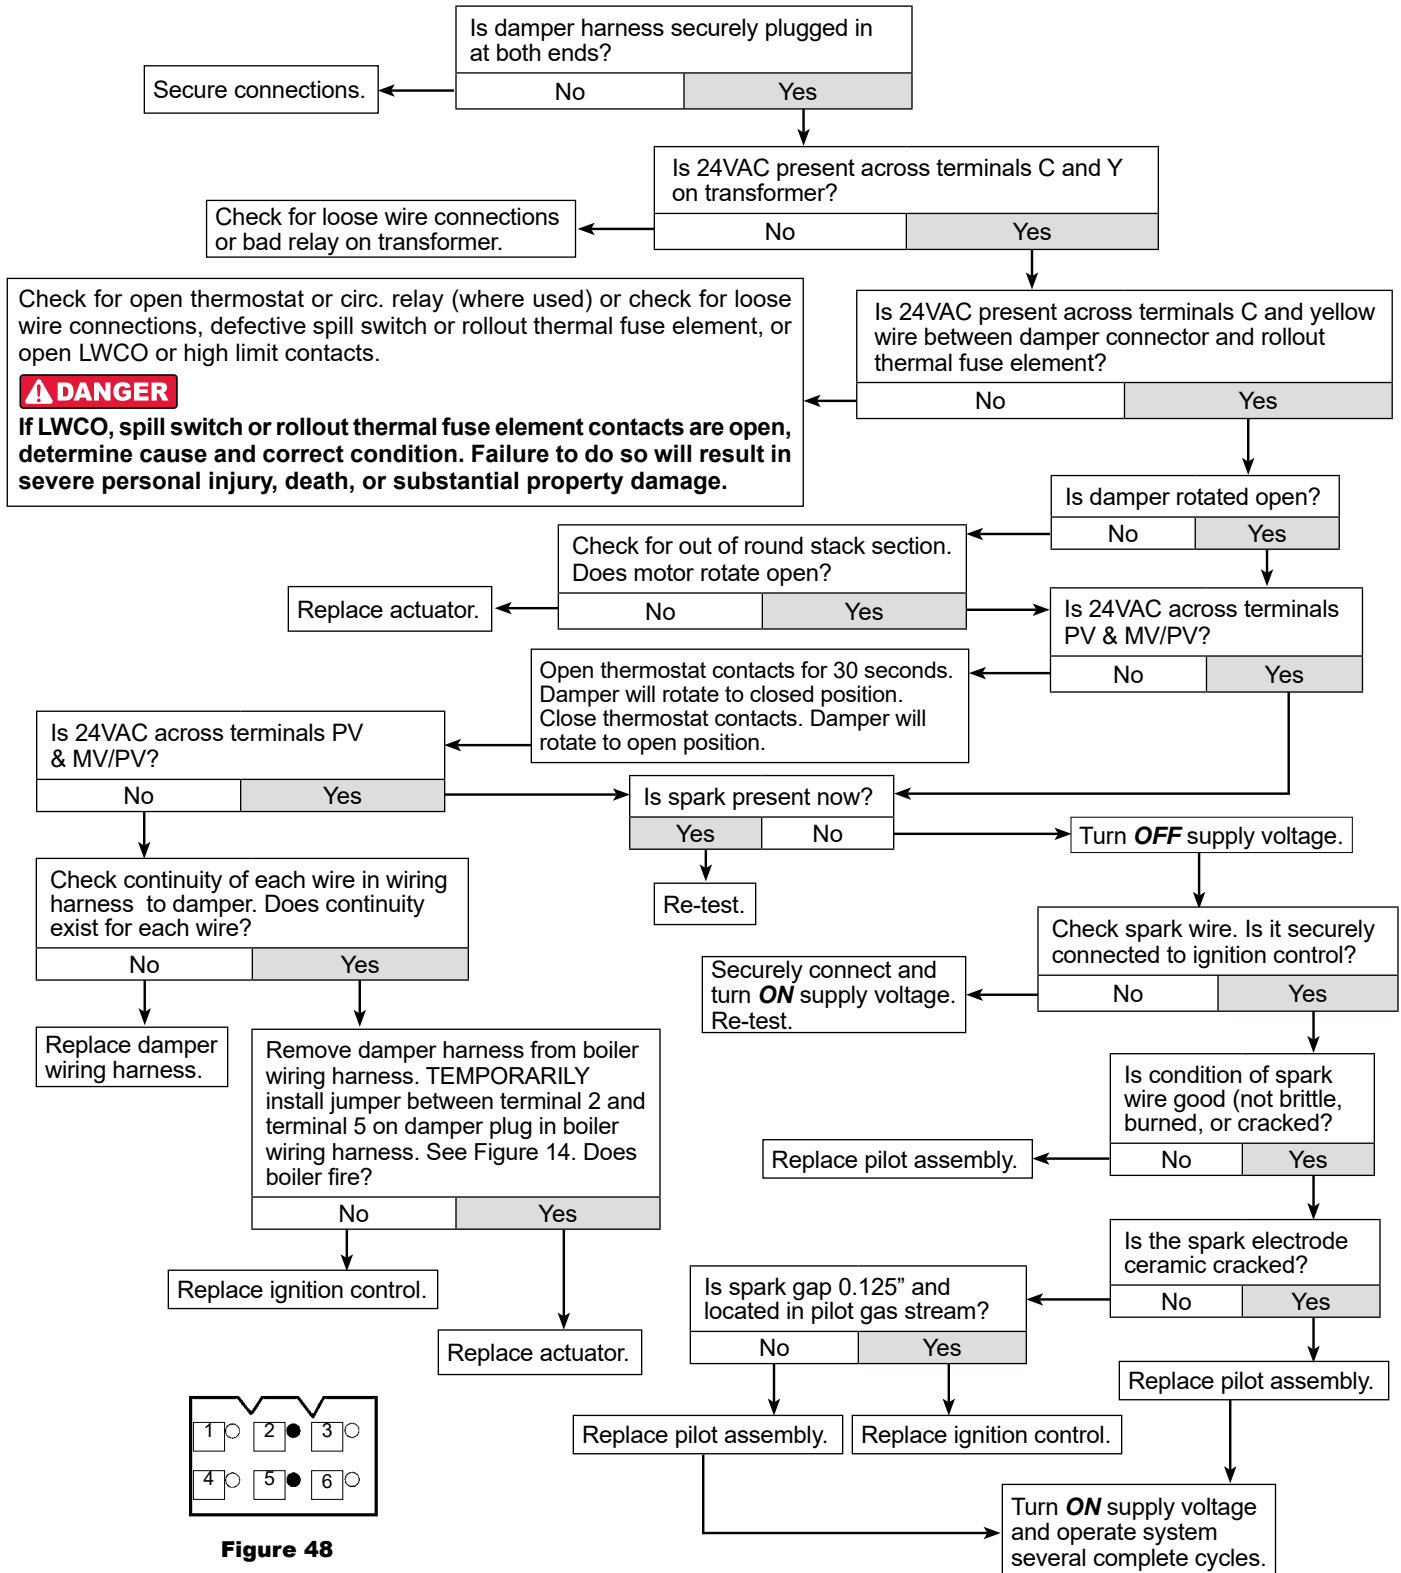 Is damper harness securely plugged in
at both ends?
No
Yes
Secure connections.
Is 24VAC present across terminals C and Y
on transformer?
No
Yes
Check for loose wire connections
or bad relay on transformer.
Is 24VAC present across terminals C and yellow
wire between damper connector and rollout
thermal fuse element?
No
Yes
Check for open thermostat or circ. relay (where used) or check for loose
wire connections, defective spill switch or rollout thermal fuse element, or
open LWCO or high limit contacts.
DANGER
If LWCO, spill switch or rollout thermal fuse element contacts are open,
determine cause and correct condition. Failure to do so will result in
severe personal injury, death, or substantial property damage.
Is damper rotated open?
No
Yes
Check for out of round stack section.
Does motor rotate open?
No
Yes
Replace actuator.
Is 24VAC across terminals
PV & MV/PV?
No
Yes
Open thermostat contacts for 30 seconds.
Damper will rotate to closed position.
Close thermostat contacts. Damper will
rotate to open position.
Is 24VAC across terminals PV
& MV/PV?
No
Yes
Is spark present now?
Yes
No
Re-test.
Turn OFF supply voltage.
Check continuity of each wire in wiring
harness  to damper. Does continuity
exist for each wire?
No
Yes
Check spark wire. Is it securely
connected to ignition control?
No
Yes
Securely connect and
turn ON supply voltage.
Re-test.
Replace damper
wiring harness.
Remove damper harness from boiler
wiring harness. TEMPORARILY
install jumper between terminal 2 and
terminal 5 on damper plug in boiler
wiring harness. See Figure 14. Does
boiler fire?
No
Yes
Is condition of spark
wire good (not brittle,
burned, or cracked?
No
Yes
Replace pilot assembly.
Is the spark electrode
ceramic cracked?
No
Yes
Replace ignition control.
Is spark gap 0.125” and
located in pilot gas stream?
No
Yes
Replace actuator.
Replace pilot assembly.
Replace pilot assembly.
Replace ignition control.
1 2 3
4 5 6
Figure 48
Turn ON supply voltage
and operate system
several complete cycles.